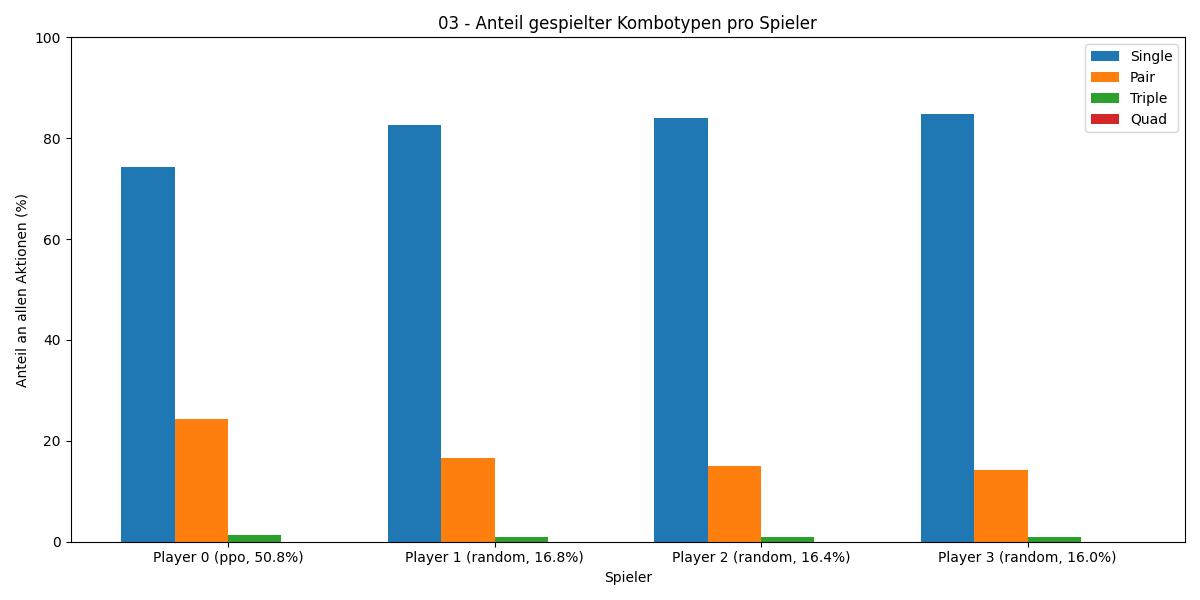 03 - Anteil gespielter Kombotypen pro Spieler
100
80
60
40
20
0
Anteil an allen Aktionen (%)
Single
Pair
Triple
Quad
Player 0 (ppo, 50.8%)
Player 1 (random, 16.8%)
Player 2 (random, 16.4%)
Player 3 (random, 16.0%)
Spieler